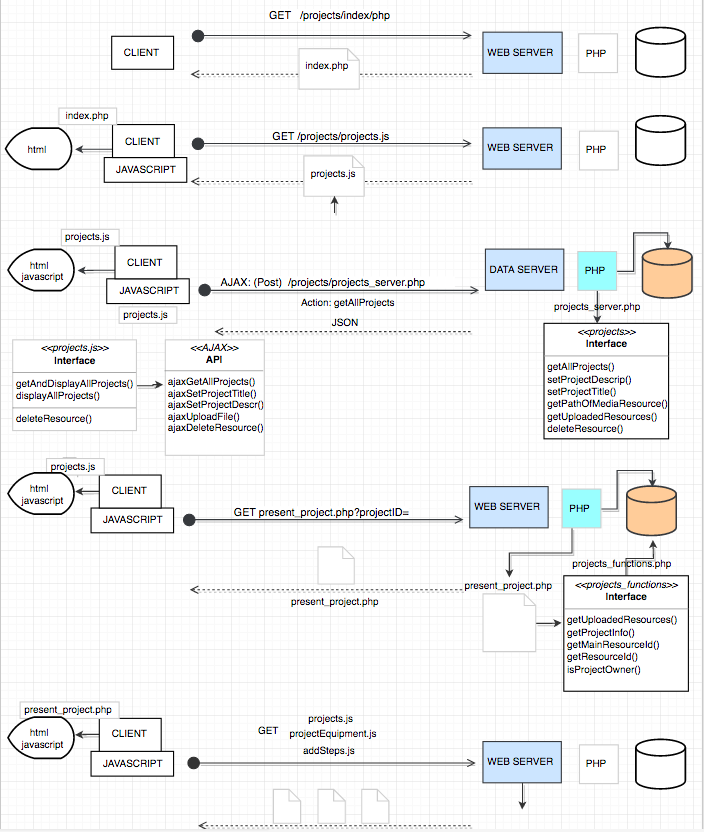 GET /projects/index/php
CLIENT
WEB SERVER
PHP
index.php
index.php
html
CLIENT
JAVASCRIPT
GET /projects/projects.js
WEB SERVER
PHP
projects.js
projects.js
html
javascript
CLIENT
JAVASCRIPT
projects.js
AJAX: (Post) /projects/projects_server.php
Action: getAllProjects
DATA SERVER
PHP
projects_server.php
JSON
<<projects.js>>
Interface
getAndDisplayAllProjects()
displayAllProjects()
deleteResource()
<<AJAX>>
API
ajaxGetAllProjects()
ajaxSetProjectTitle()
ajaxSetProjectDescr()
ajaxUploadFile()
ajaxDeleteResource()
<<projects>>
Interface
getAllProjects()
setProjectDescrip()
setProjectTitle()
getPathOfMediaResource()
getUploadedResources()
deleteResource()
projects.js
html
javascript
CLIENT
JAVASCRIPT
GET present_project.php?projectID=
WEB SERVER
PHP
present_project.php
present_project.php
projects_functions.php
<<projects_functions>>
Interface
getUploadedResources()
getProjectInfo()
getMainResourceId()
getResourceId()
isProjectOwner()
present_project.php
html
javascript
CLIENT
JAVASCRIPT
GET
projects.js
projectEquipment.js
addSteps.js
WEB SERVER
PHP